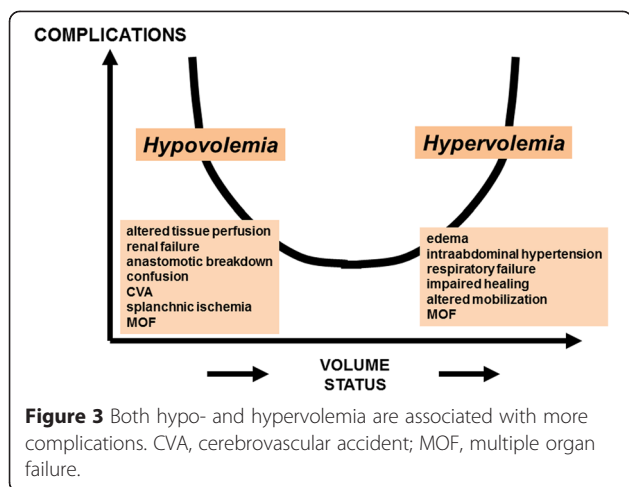 COMPLICATIONS
Hypovolemia
Hypervolemia
altered tissue perfusion
renal failure
anastomotic breakdown
confusion
CVA
splanchnic ischemia
MOF
edema
intraabdominal hypertension
respiratory failure
impaired healing
altered mobilization
MOF
VOLUME
STATUS
Figure 3 Both hypo- and hypervolemia are associated with more
complications. CVA, cerebrovascular accident; MOF, multiple organ
failure.